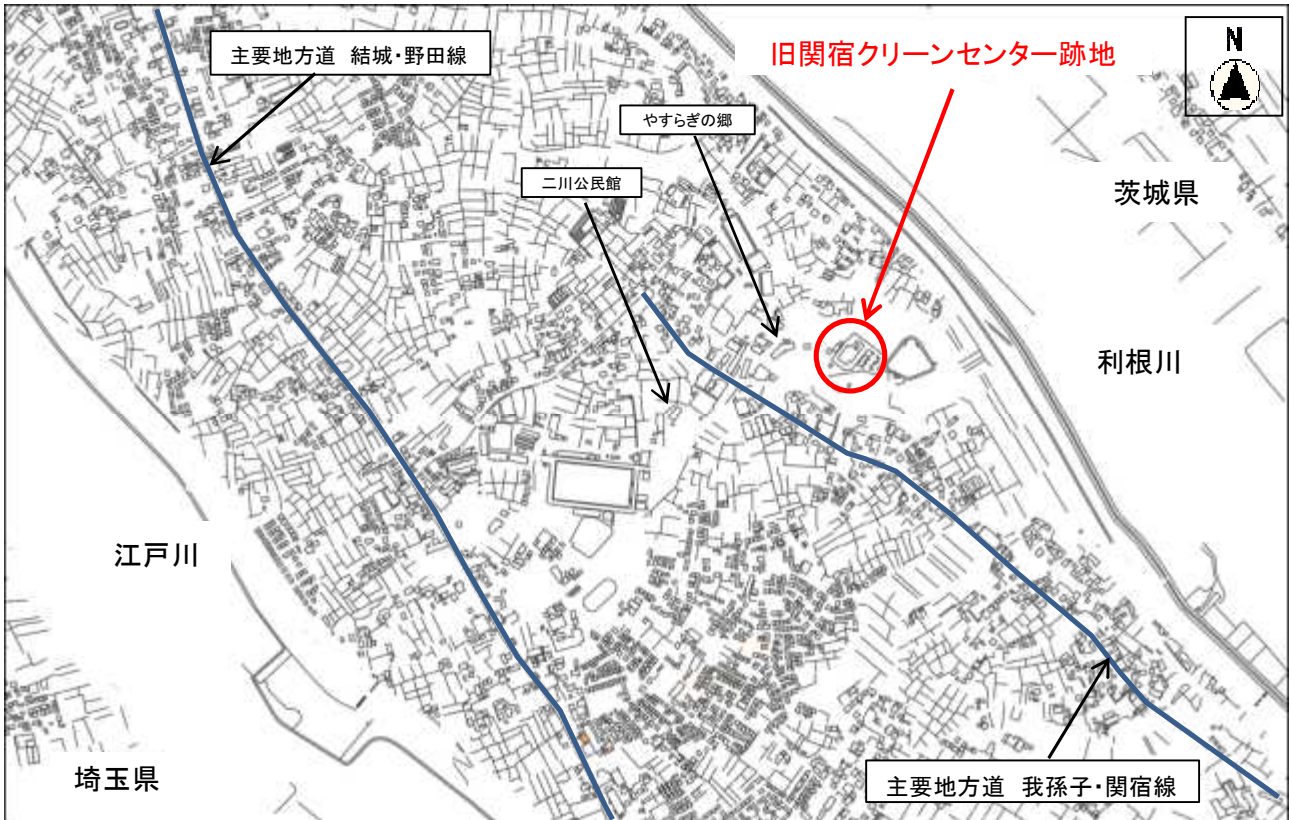 主要地方道 結城・野田線
旧関宿クリーンセンター跡地
N
やすらぎの郷
二川公民館
茨城県
利根川
江戸川
埼玉県
主要地方道 我孫子・関宿線